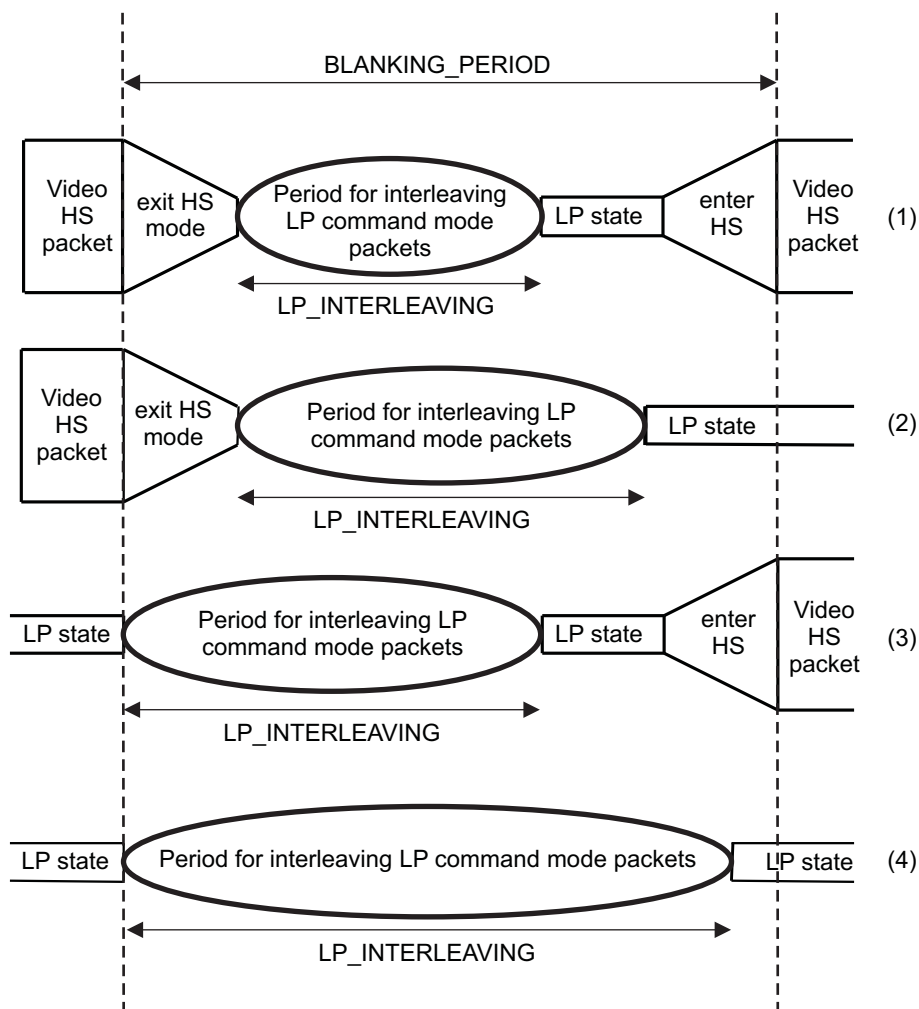 BLANKING_PERIOD
Video
HS
packet
exit HS
mode
Period for interleaving
LP command mode
packets
LP state
enter
HS
Video
HS
packet
(1)
LP_INTERLEAVING
Video
HS
packet
exit HS
mode
Period for interleaving LP
command mode packets
LP state
(2)
LP_INTERLEAVING
LP state
Period for interleaving LP
command mode packets
LP state
enter
HS
Video
HS
packet
(3)
LP_INTERLEAVING
LP state
Period for interleaving LP command mode packets
LP state
(4)
LP_INTERLEAVING